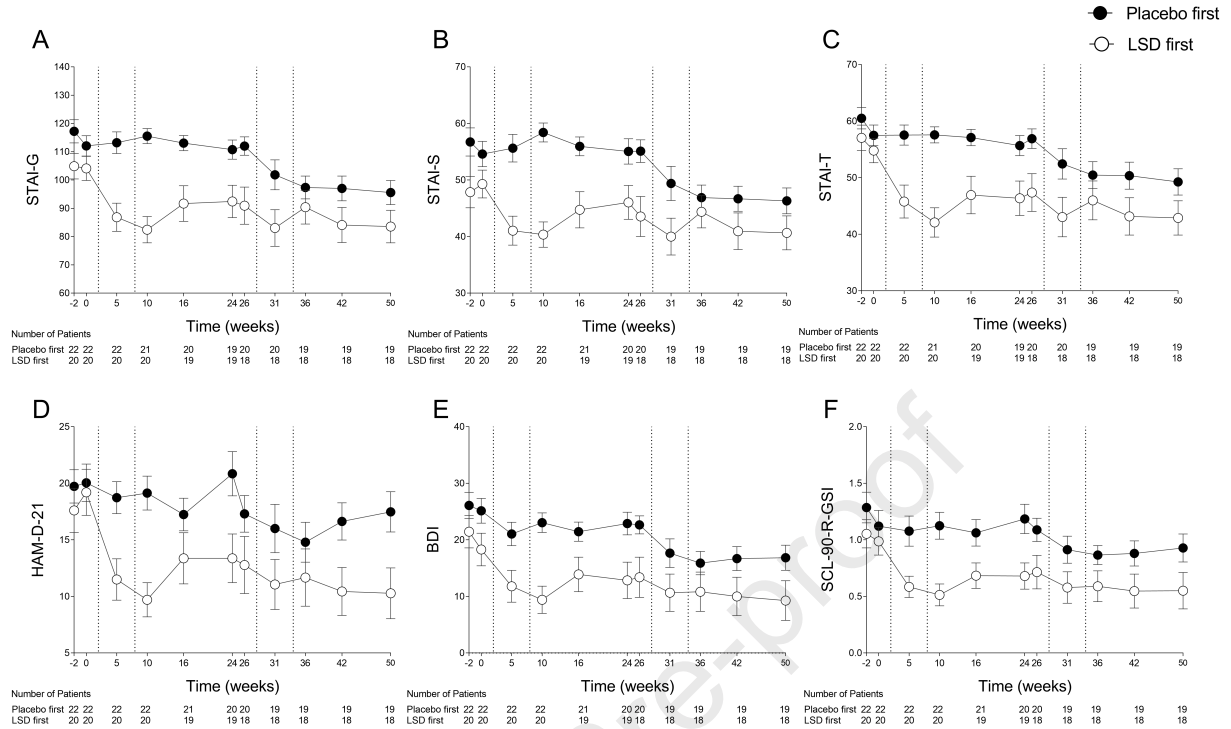 Placebo first
LSD first
A
STAI-G
140
130
120
110
100
90
80
70
60
-2 0 5 10 16 24 26 31 36 42 50
Time (weeks)
Number of Patients
Placebo first 22 22 22 21 20 19 20 20 19 19 19
LSD first 20 20 20 20 19 19 18 18 18 18 18
B
STAI-S
70
60
50
40
30
-2 0 5 10 16 24 26 31 36 42 50
Time (weeks)
Number of Patients
Placebo first 22 22 22 22 21 20 20 20 19 19 19
LSD first 20 20 20 20 19 19 18 18 18 18 18
C
STAI-T
70
60
50
40
30
-2 0 5 10 16 24 26 31 36 42 50
Time (weeks)
Number of Patients
Placebo first 22 22 22 21 20 19 20 20 19 19 19
LSD first 20 20 20 20 19 19 18 18 18 18 18
D
HAM-D-21
25
20
15
10
5
-2 0 5 10 16 24 26 31 36 42 50
Time (weeks)
Number of Patients
Placebo first 22 22 22 22 21 20 20 19 19 19 19
LSD first 20 20 20 20 19 19 18 18 18 18 18
E
BDI
40
30
20
10
0
-2 0 5 10 16 24 26 31 36 42 50
Time (weeks)
Number of Patients
Placebo first 22 22 22 22 21 20 20 19 19 19 19
LSD first 20 20 20 20 19 19 18 18 18 18 18
F
SCL-90-R-GSI
2.0
1.5
1.0
0.5
0.0
-2 0 5 10 16 24 26 31 36 42 50
Time (weeks)
Number of Patients
Placebo first 22 22 22 22 21 20 20 19 19 19 19
LSD first 20 20 20 20 19 19 18 18 18 18 18
re-proof